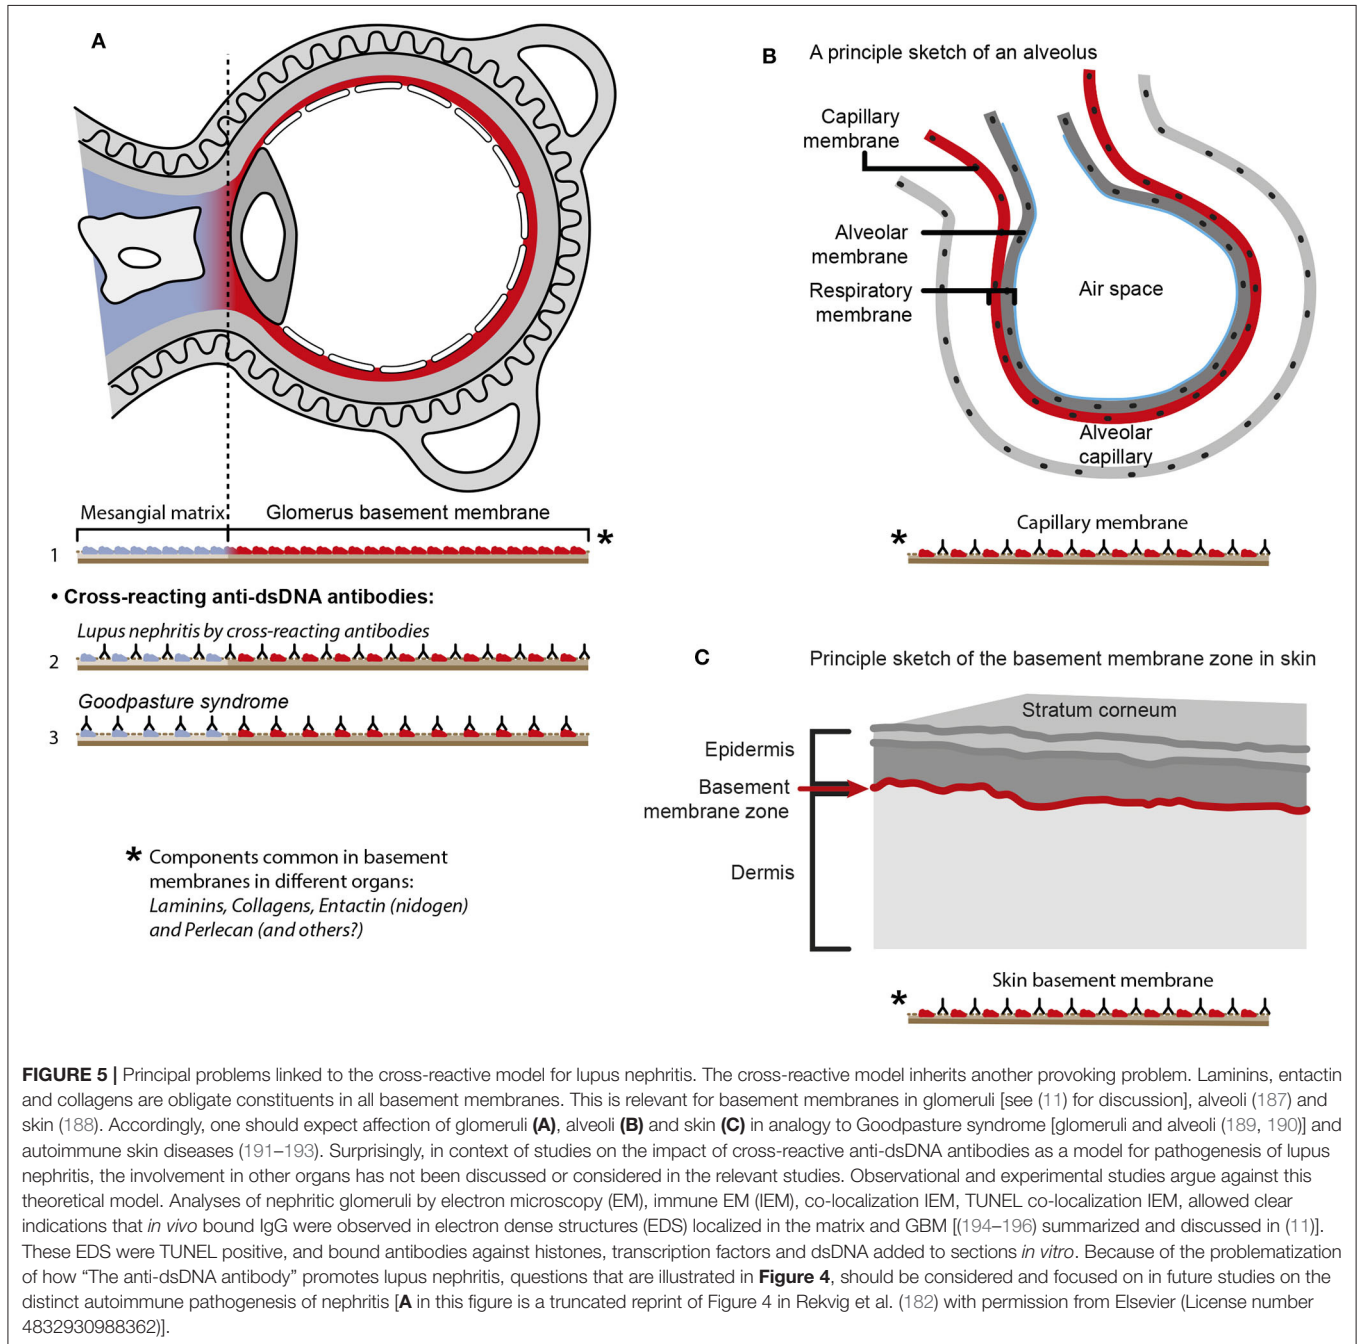 A
B
A principle sketch of an alveolus
Capillary
membrane
Alveolar
membrane
Respiratory
membrane
Air space
Alveolar
capillary
Mesangial matrix
Glomerus basement membrane
*
1
• Cross-reacting anti-dsDNA antibodies:
Lupus nephritis by cross-reacting antibodies
2
Goodpasture syndrome
3
* Components common in basement
membranes in different organs:
Laminins, Collagens, Entactin (nidogen)
and Perlecan (and others?)
Capillary membrane
*
C
Principle sketch of the basement membrane zone in skin
Stratum corneum
Epidermis
Basement
membrane zone
Dermis
Skin basement membrane
*
FIGURE 5 | Principal problems linked to the cross-reactive model for lupus nephritis. The cross-reactive model inherits another provoking problem. Laminins, entactin
and collagens are obligate constituents in all basement membranes. This is relevant for basement membranes in glomeruli [see (11) for discussion], alveoli (187) and
skin (188). Accordingly, one should expect affection of glomeruli (A), alveoli (B) and skin (C) in analogy to Goodpasture syndrome [glomeruli and alveoli (189, 190)] and
autoimmune skin diseases (191–193). Surprisingly, in context of studies on the impact of cross-reactive anti-dsDNA antibodies as a model for pathogenesis of lupus
nephritis, the involvement in other organs has not been discussed or considered in the relevant studies. Observational and experimental studies argue against this
theoretical model. Analyses of nephritic glomeruli by electron microscopy (EM), immune EM (IEM), co-localization IEM, TUNEL co-localization IEM, allowed clear
indications that in vivo bound IgG were observed in electron dense structures (EDS) localized in the matrix and GBM [(194–196) summarized and discussed in (11)].
These EDS were TUNEL positive, and bound antibodies against histones, transcription factors and dsDNA added to sections in vitro. Because of the problematization
of how “The anti-dsDNA antibody” promotes lupus nephritis, questions that are illustrated in Figure 4, should be considered and focused on in future studies on the
distinct autoimmune pathogenesis of nephritis [A in this figure is a truncated reprint of Figure 4 in Rekvig et al. (182) with permission from Elsevier (License number
4832930988362)].